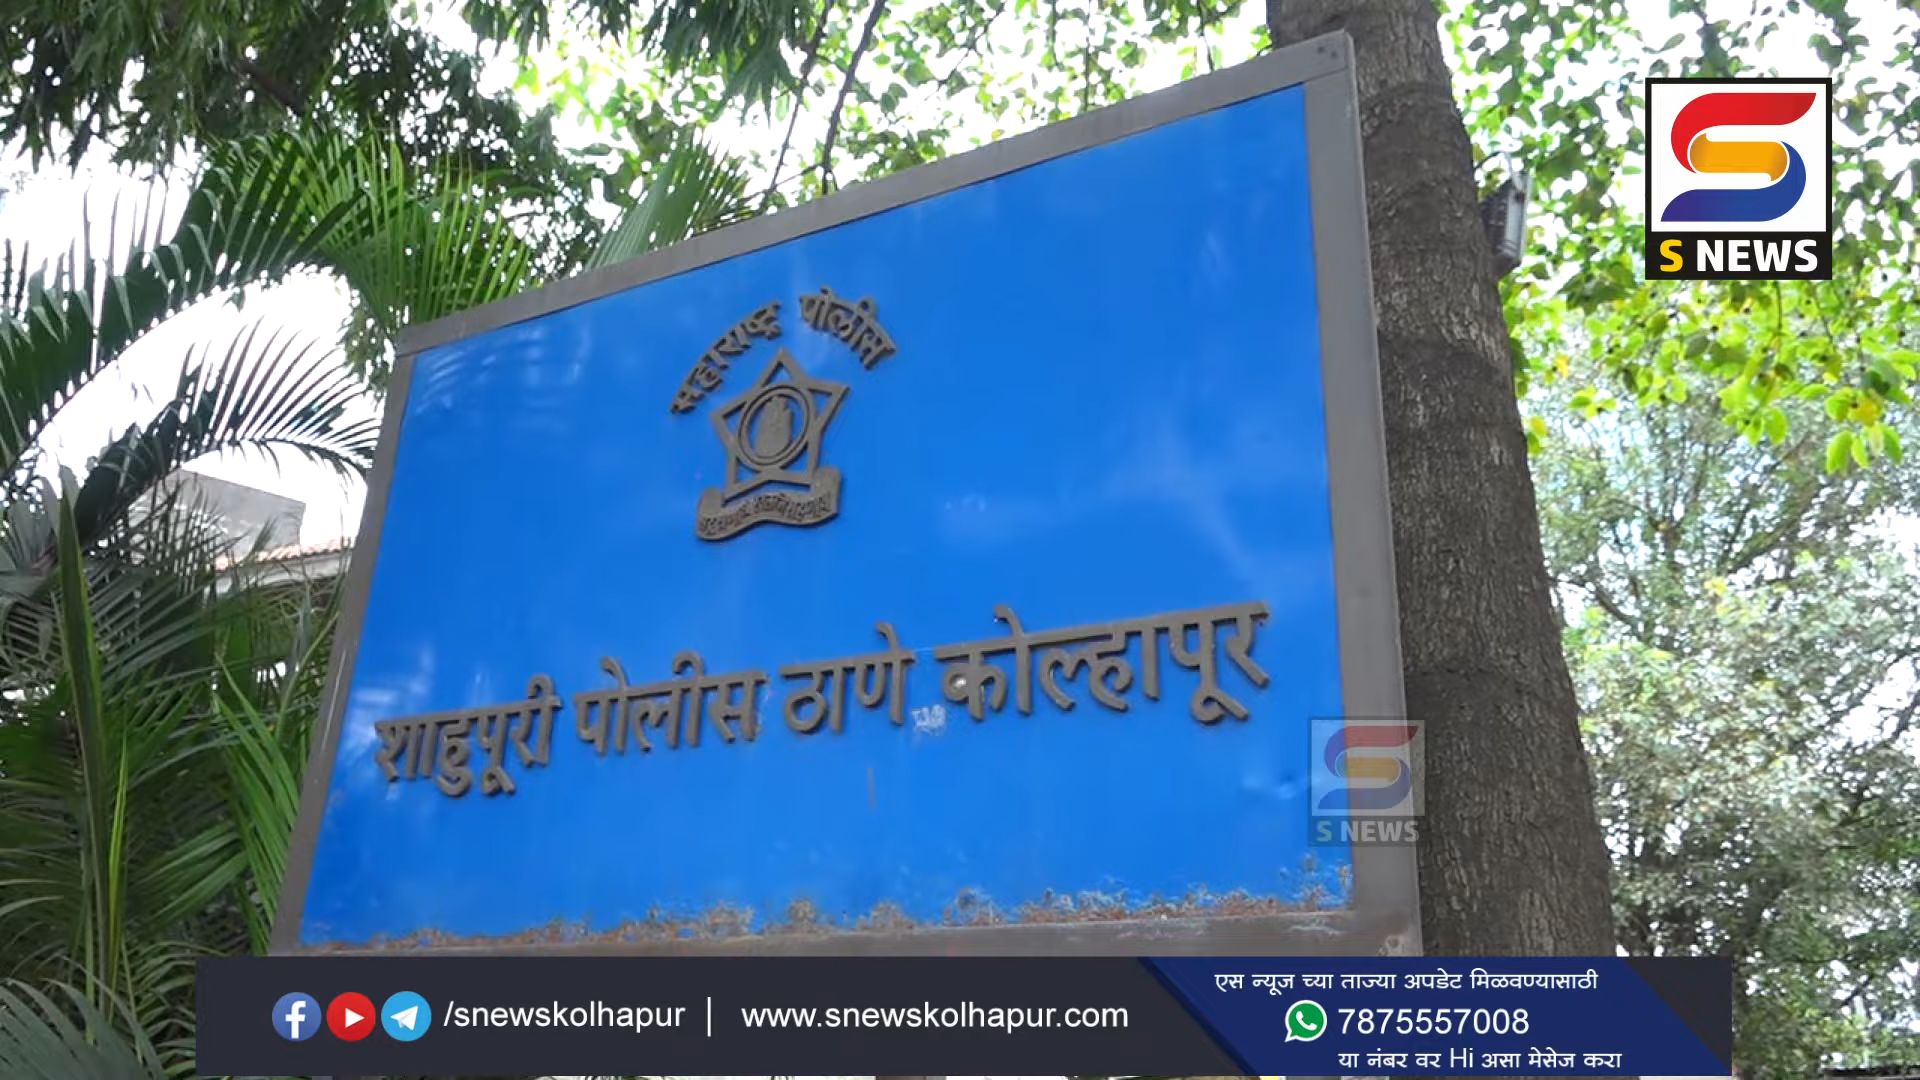 S NEWS
महाराष्ट्र पोलीस
शाहुपूरी पोलीस ठाणे कोल्हापूर
S NEWS
/snewskolhapur | www.snewskolhapur.com
एस न्यूज च्या ताज्या अपडेट मिळवण्यासाठी
7875557008
या नंबर वर Hi असा मेसेज करा